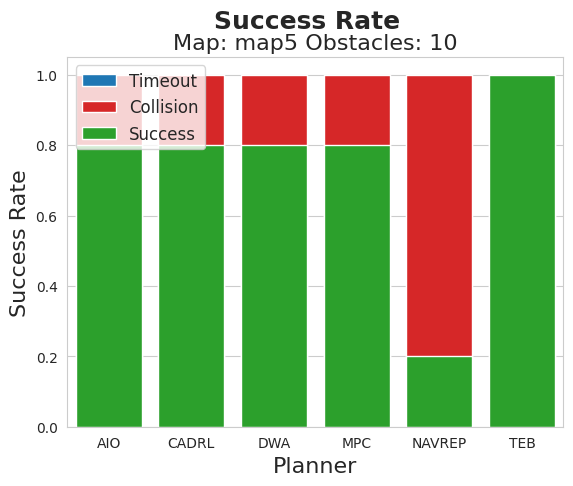 Success Rate
Map: map5 Obstacles: 10
Timeout
Collision
Success
1.0
0.8
0.6
0.4
0.2
0.0
Success Rate
AIO CADRL DWA MPC NAVREP TEB
Planner